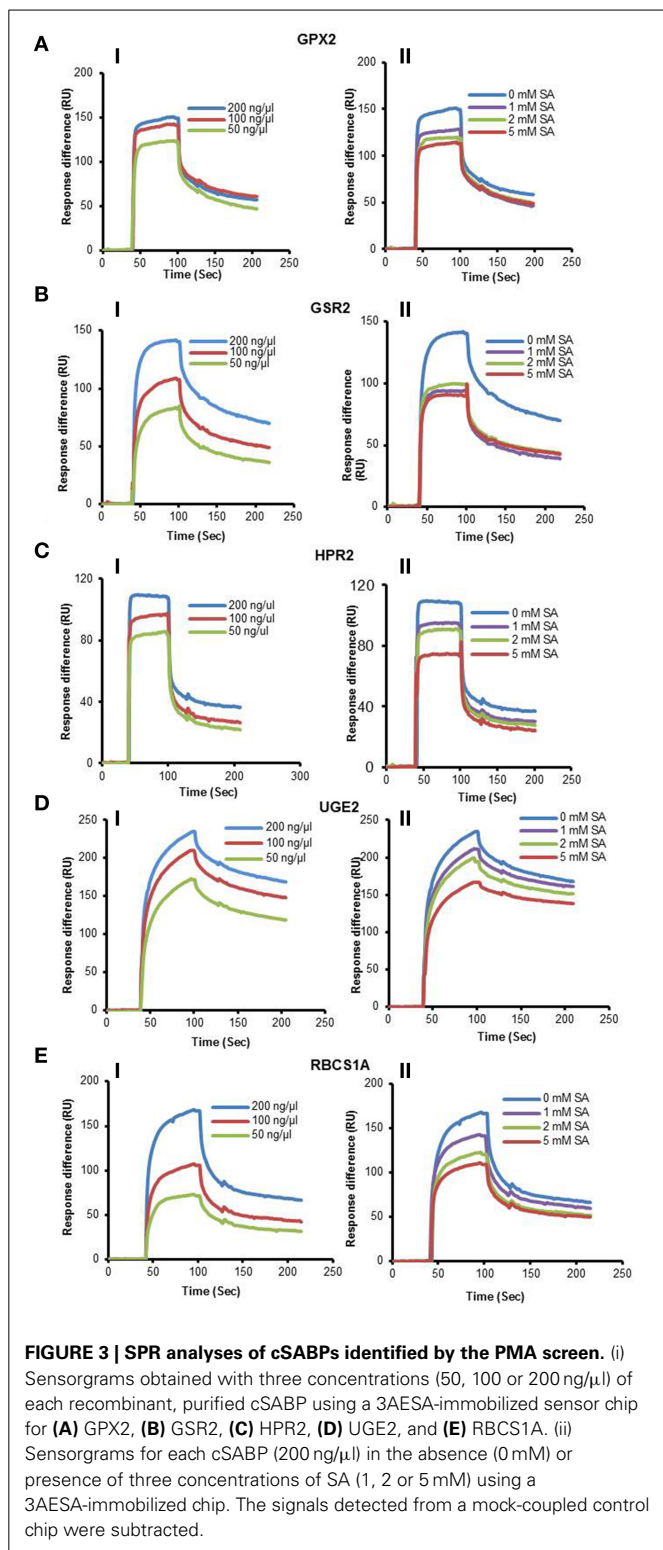 A
GPX2
I
Response difference (RU)
200
150
100
50
0
0 50 100 150 200 250
Time (Sec)
200 ng/µl
100 ng/µl
50 ng/µl
II
Response difference (RU)
200
150
100
50
0
0 50 100 150 200 250
Time (Sec)
0 mM SA
1 mM SA
2 mM SA
5 mM SA
B
GSR2
I
Response difference (RU)
150
100
50
0
0 50 100 150 200 250
Time (Sec)
200 ng/µl
100 ng/µl
50 ng/µl
II
Response difference
(RU)
150
100
50
0
0 50 100 150 200 250
Time (Sec)
0 mM SA
1 mM SA
2 mM SA
5 mM SA
C
HPR2
I
Response difference (RU)
120
80
40
0
0 100 200 300
Time (Sec)
200 ng/µl
100 ng/µl
50 ng/ul
II
Response difference (RU)
120
80
40
0
0 50 100 150 200 250
Time (Sec)
0 mM SA
1 mM SA
2 mM SA
5 mM SA
D
UGE2
I
Response difference (RU)
250
200
150
100
50
0
0 50 100 150 200 250
Time (Sec)
200 ng/µl
100 ng/µl
50 ng/µl
II
Response difference (RU)
250
200
150
100
50
0
0 50 100 150 200 250
Time (Sec)
0 mM SA
1 mM SA
2 mM SA
5 mM SA
E
RBCS1A
I
Response difference (RU)
200
150
100
50
0
0 50 100 150 200 250
Time (Sec)
200 ng/µl
100 ng/µl
50 ng/µl
II
Response difference (RU)
200
150
100
50
0
0 50 100 150 200 250
Time (Sec)
0 mM SA
1 mM SA
2 mM SA
5 mM SA
FIGURE 3 | SPR analyses of cSABPs identified by the PMA screen. (i)
Sensorgrams obtained with three concentrations (50, 100 or 200 ng/µl) of
each recombinant, purified cSABP using a 3AESA-immobilized sensor chip
for (A) GPX2, (B) GSR2, (C) HPR2, (D) UGE2, and (E) RBCS1A. (ii)
Sensorgrams for each cSABP (200 ng/µl) in the absence (0 mM) or
presence of three concentrations of SA (1, 2 or 5 mM) using a
3AESA-immobilized chip. The signals detected from a mock-coupled control
chip were subtracted.